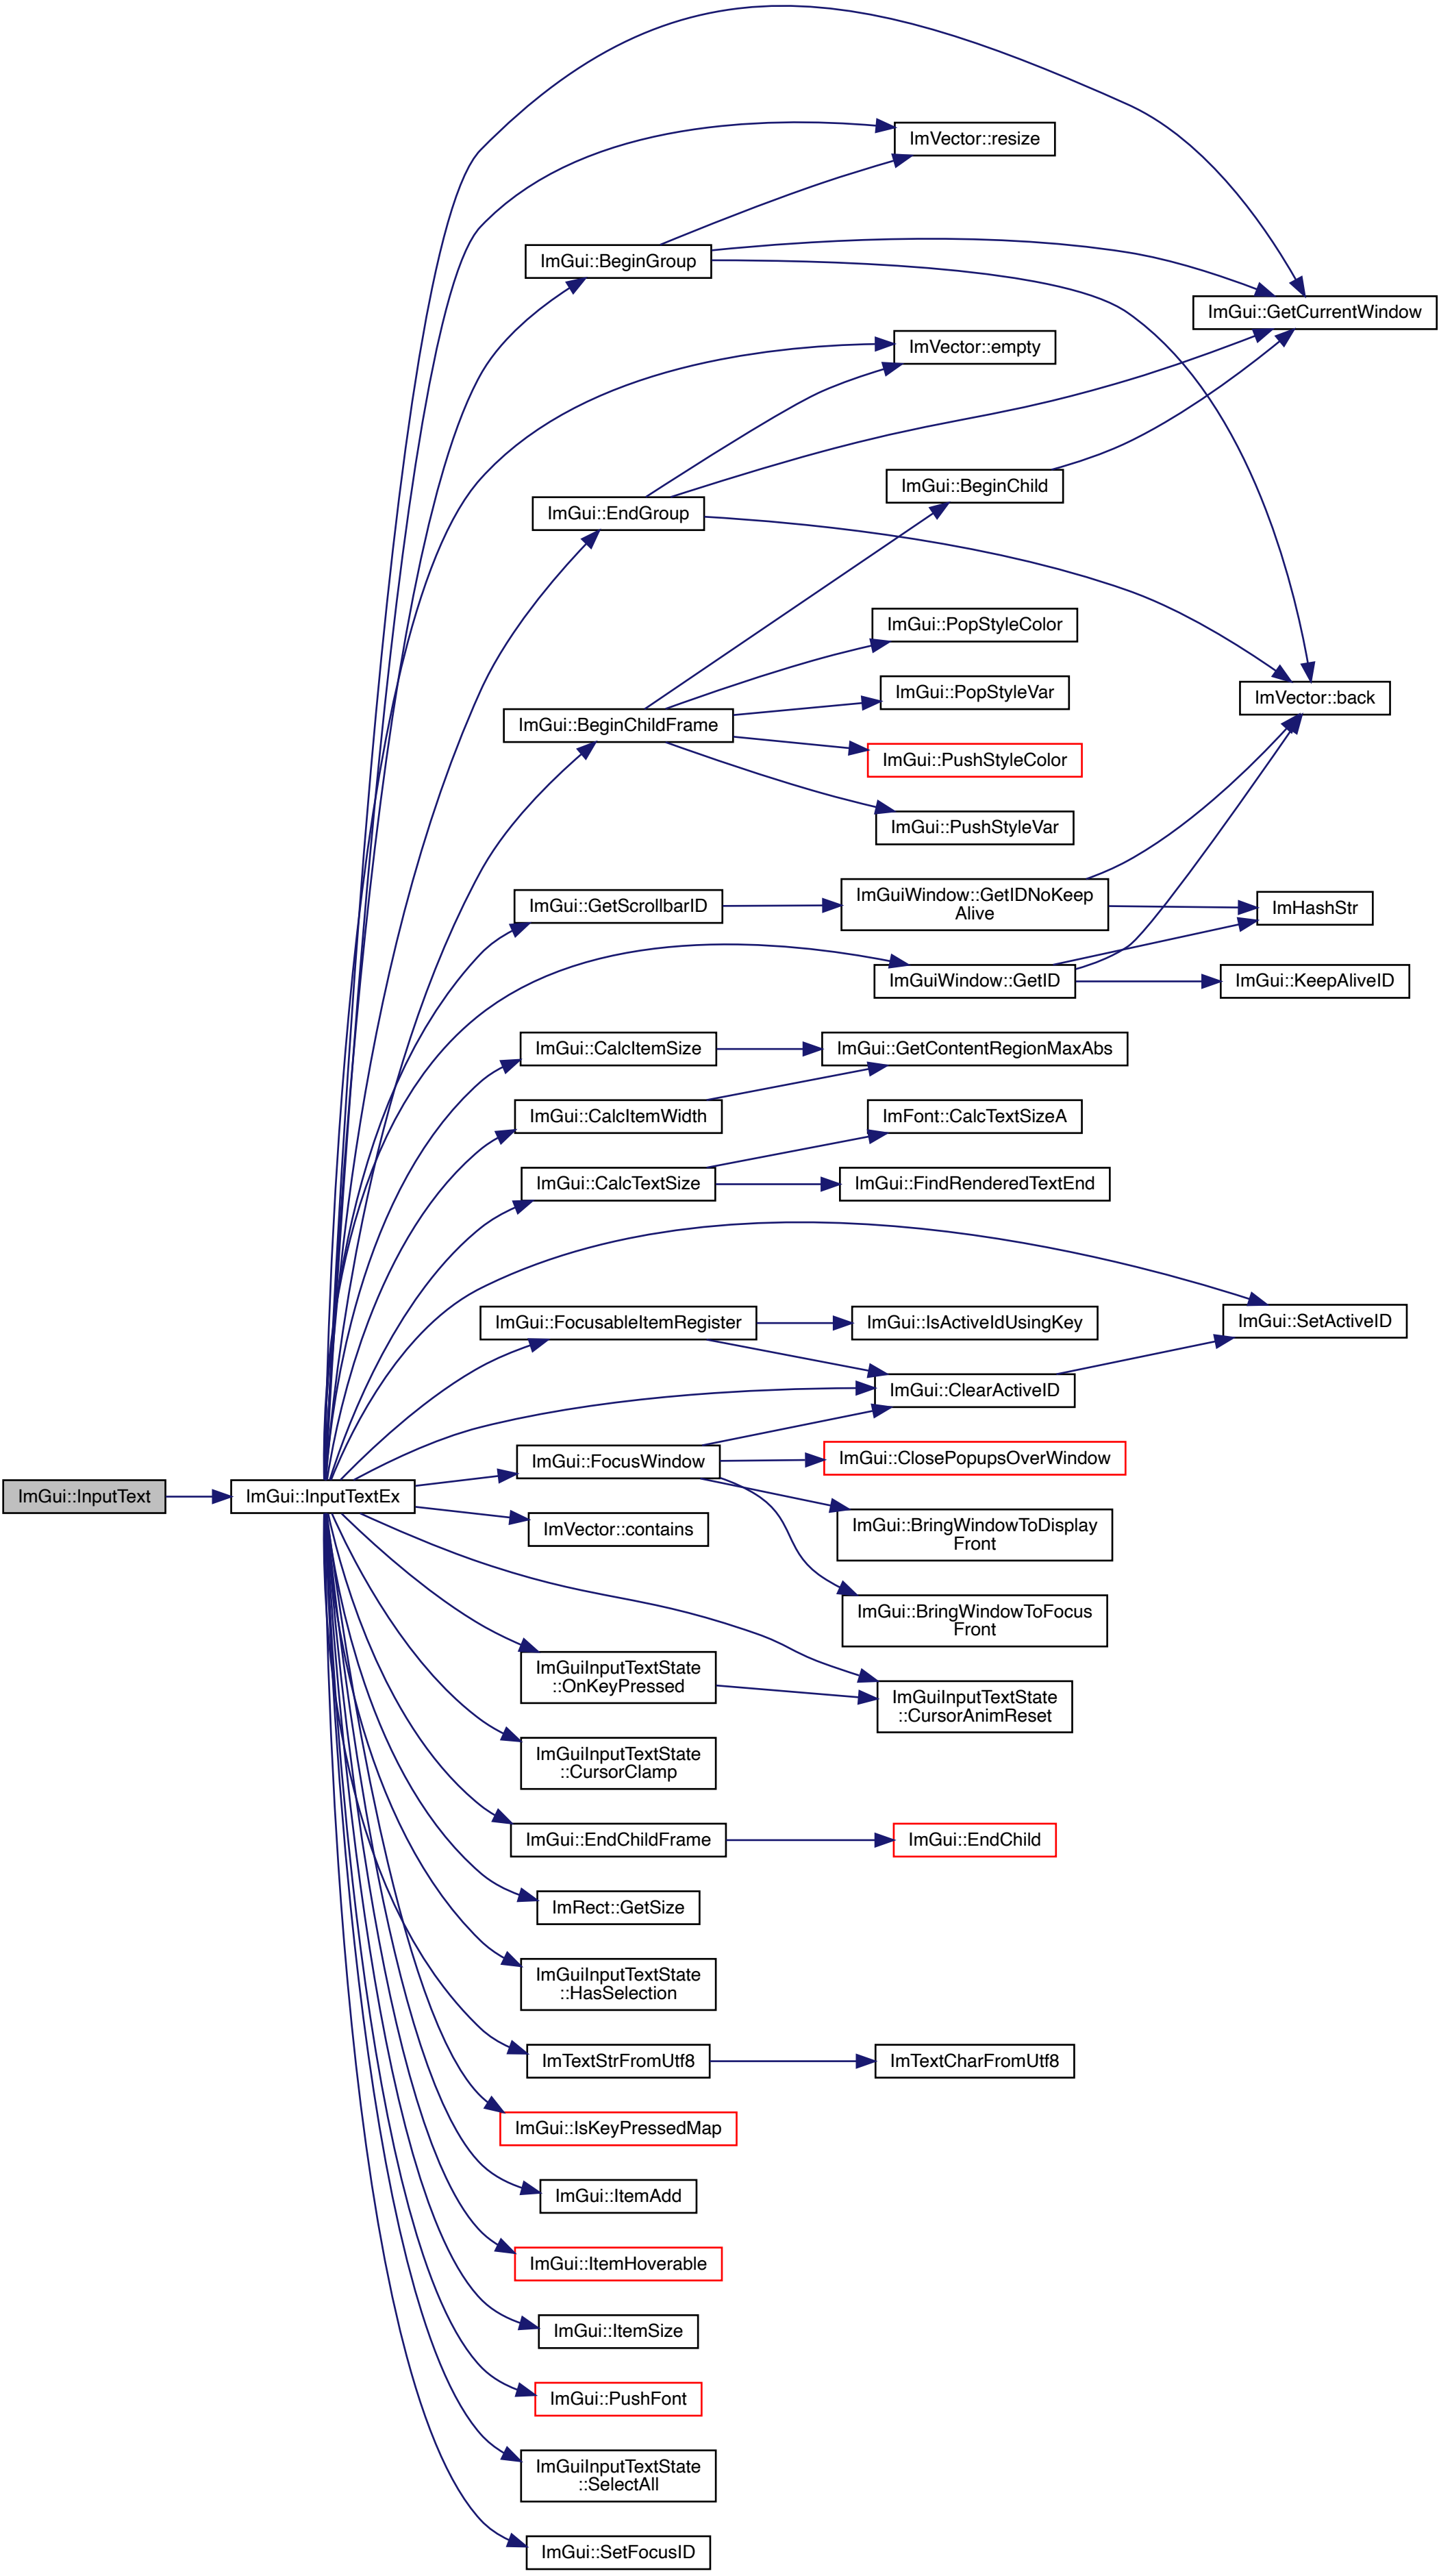 ImVector::resize
ImGui::BeginGroup
ImGui::GetCurrentWindow
ImVector::empty
ImGui::BeginChild
ImGui::EndGroup
ImGui::PopStyleColor
ImGui::PopStyleVar
ImVector::back
ImGui::BeginChildFrame
ImGui::PushStyleColor
ImGui::PushStyleVar
ImGui::GetScrollbarID
ImGuiWindow::GetIDNoKeep
Alive
ImHashStr
ImGuiWindow::GetID
ImGui::KeepAliveID
ImGui::CalcItemSize
ImGui::GetContentRegionMaxAbs
ImGui::CalcItemWidth
ImFont::CalcTextSizeA
ImGui::CalcTextSize
ImGui::FindRenderedTextEnd
ImGui::FocusableItemRegister
ImGui::IsActiveIdUsingKey
ImGui::SetActiveID
ImGui::ClearActiveID
ImGui::FocusWindow
ImGui::ClosePopupsOverWindow
ImGui::InputText
ImGui::InputTextEx
ImVector::contains
ImGui::BringWindowToDisplay
Front
ImGui::BringWindowToFocus
Front
ImGuiInputTextState
::OnKeyPressed
ImGuiInputTextState
::CursorAnimReset
ImGuiInputTextState
::CursorClamp
ImGui::EndChildFrame
ImGui::EndChild
ImRect::GetSize
ImGuiInputTextState
::HasSelection
ImTextStrFromUtf8
ImTextCharFromUtf8
ImGui::IsKeyPressedMap
ImGui::ItemAdd
ImGui::ItemHoverable
ImGui::ItemSize
ImGui::PushFont
ImGuiInputTextState
::SelectAll
ImGui::SetFocusID